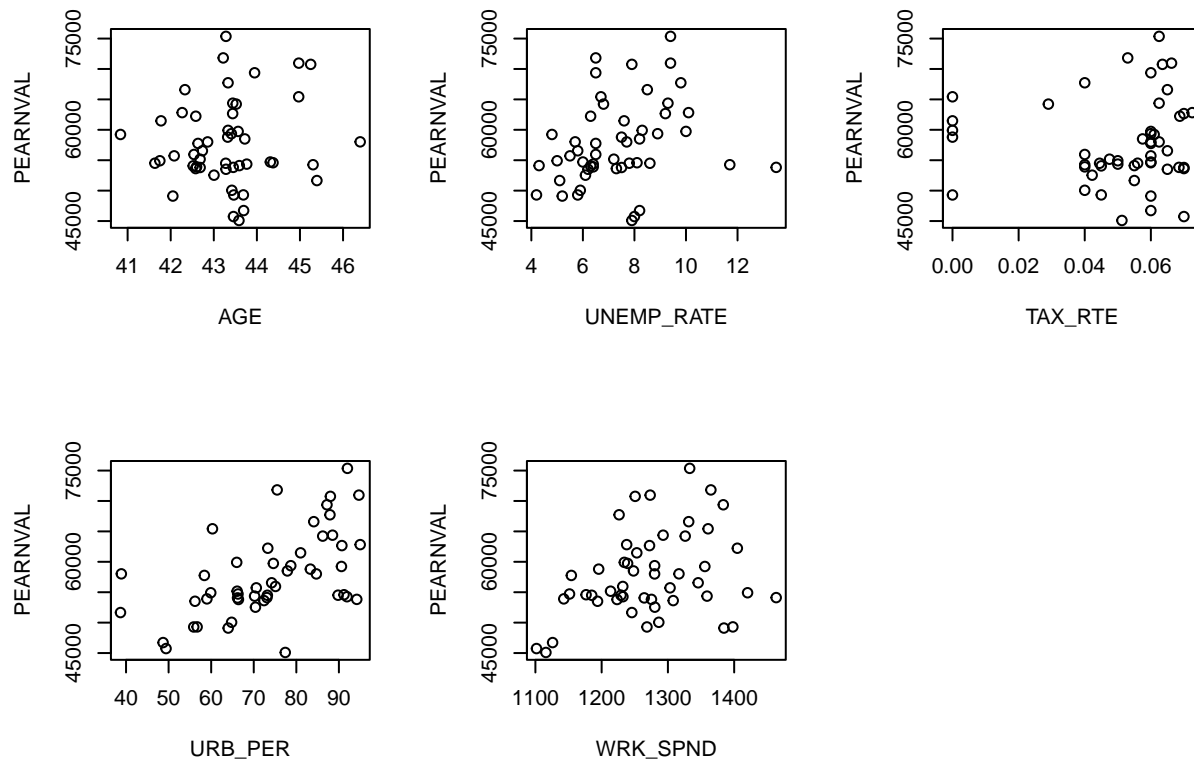 PEARNVAL
45000 60000 75000
41 42 43 44 45 46
AGE
PEARNVAL
45000 60000 75000
4 6 8 10 12
UNEMP_RATE
PEARNVAL
45000 60000 75000
0.00 0.02 0.04 0.06
TAX_RTE
PEARNVAL
45000 60000 75000
40 50 60 70 80 90
URB_PER
PEARNVAL
45000 60000 75000
1100 1200 1300 1400
WRK_SPND